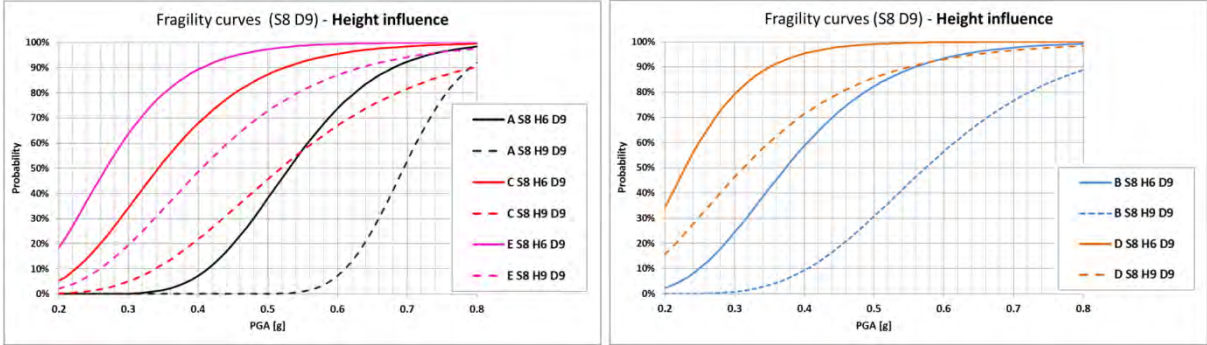 Fragility curves (S8 D9) - Height influence
100%
90%
80%
70%
60%
50%
40%
30%
20%
10%
0%
Probability
0.2 0.3 0.4 0.5 0.6 0.7 0.8
PGA [g]
A S8 H6 D9
A S8 H9 D9
C S8 H6 D9
C S8 H9 D9
E S8 H6 D9
E S8 H9 D9
Fragility curves (S8 D9) - Height influence
100%
90%
80%
70%
60%
50%
40%
30%
20%
10%
0%
Probability
0.2 0.3 0.4 0.5 0.6 0.7 0.8
PGA [g]
B S8 H6 D9
B S8 H9 D9
D S8 H6 D9
D S8 H9 D9